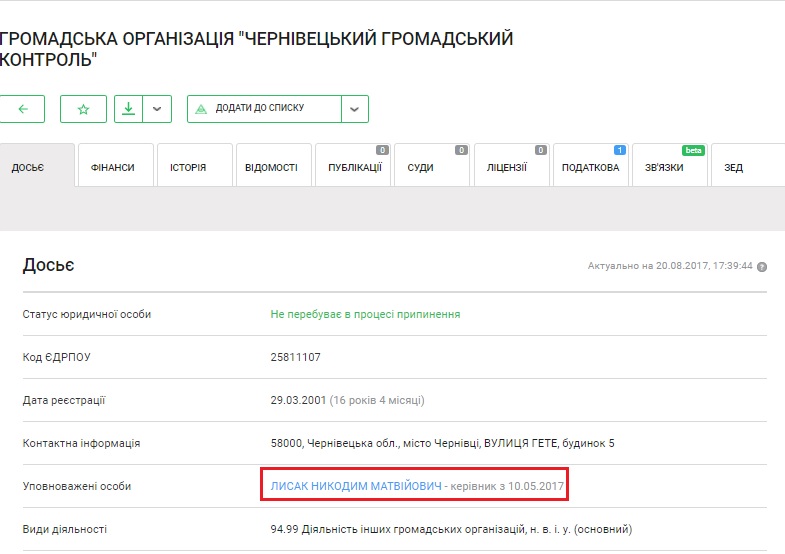 ГРОМАДСЬКА ОРГАНІЗАЦІЯ "ЧЕРНІВЕЦЬКИЙ ГРОМАДСЬКИЙ
КОНТРОЛЬ"
ДОДАТИ ДО СПИСКУ
ДОСЬЄ ФІНАНСИ ІСТОРІЯ ВІДОМОСТІ ПУБЛІКАЦІЇ 0 СУДИ 0 ЛІЦЕНЗІЇ 0 ПОДАТКОВА 1 ЗВ'ЯЗКИ beta ЗЕД
Досьє Актуально на 20.08.2017, 17:39:44 ?
Статус юридичної особи Не перебуває в процесі припинення
Код ЄДРПОУ 25811107
Дата реєстрації 29.03.2001 (16 років 4 місяці)
Контактна інформація 58000, Чернівецька обл., місто Чернівці, ВУЛИЦЯ ГЕТЕ, будинок 5
Уповноважені особи ЛИСАК НИКОДИМ МАТВІЙОВИЧ - керівник з 10.05.2017
Види діяльності 94.99 Діяльність інших громадських організацій, н. в. і. у. (основний)